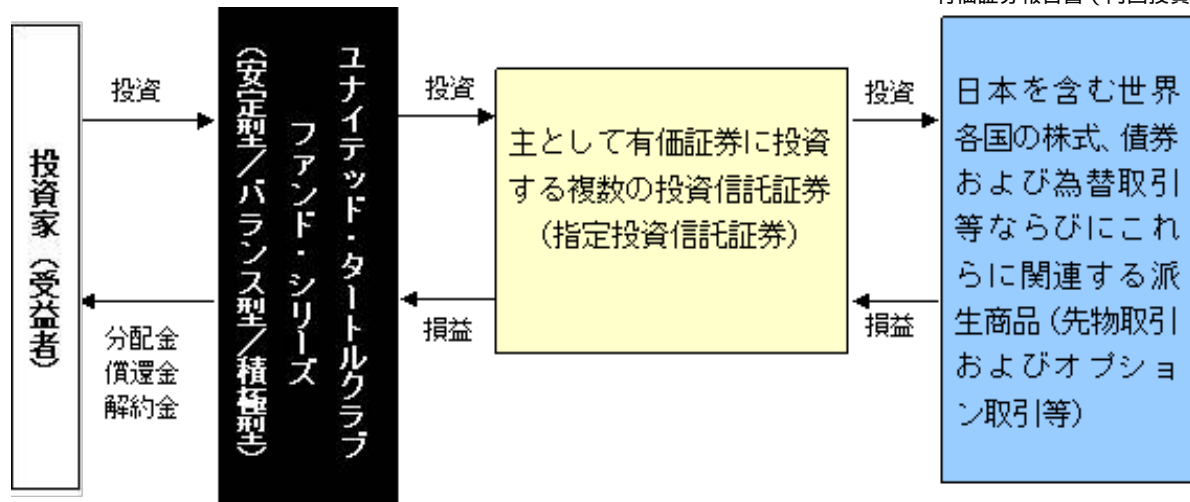 投資家（受益者）
投資
分配金
償還金
解約金
ユナイテッド・タートルクラブ
ファンド・シリーズ
（安定型／バランス型／積極型）
投資
損益
主として有価証券に投資
する複数の投資信託証券
（指定投資信託証券）
投資
損益
日本を含む世界
各国の株式、債券
および為替取引
等ならびにこれ
らに関連する派
生商品（先物取引
およびオプショ
ン取引等）